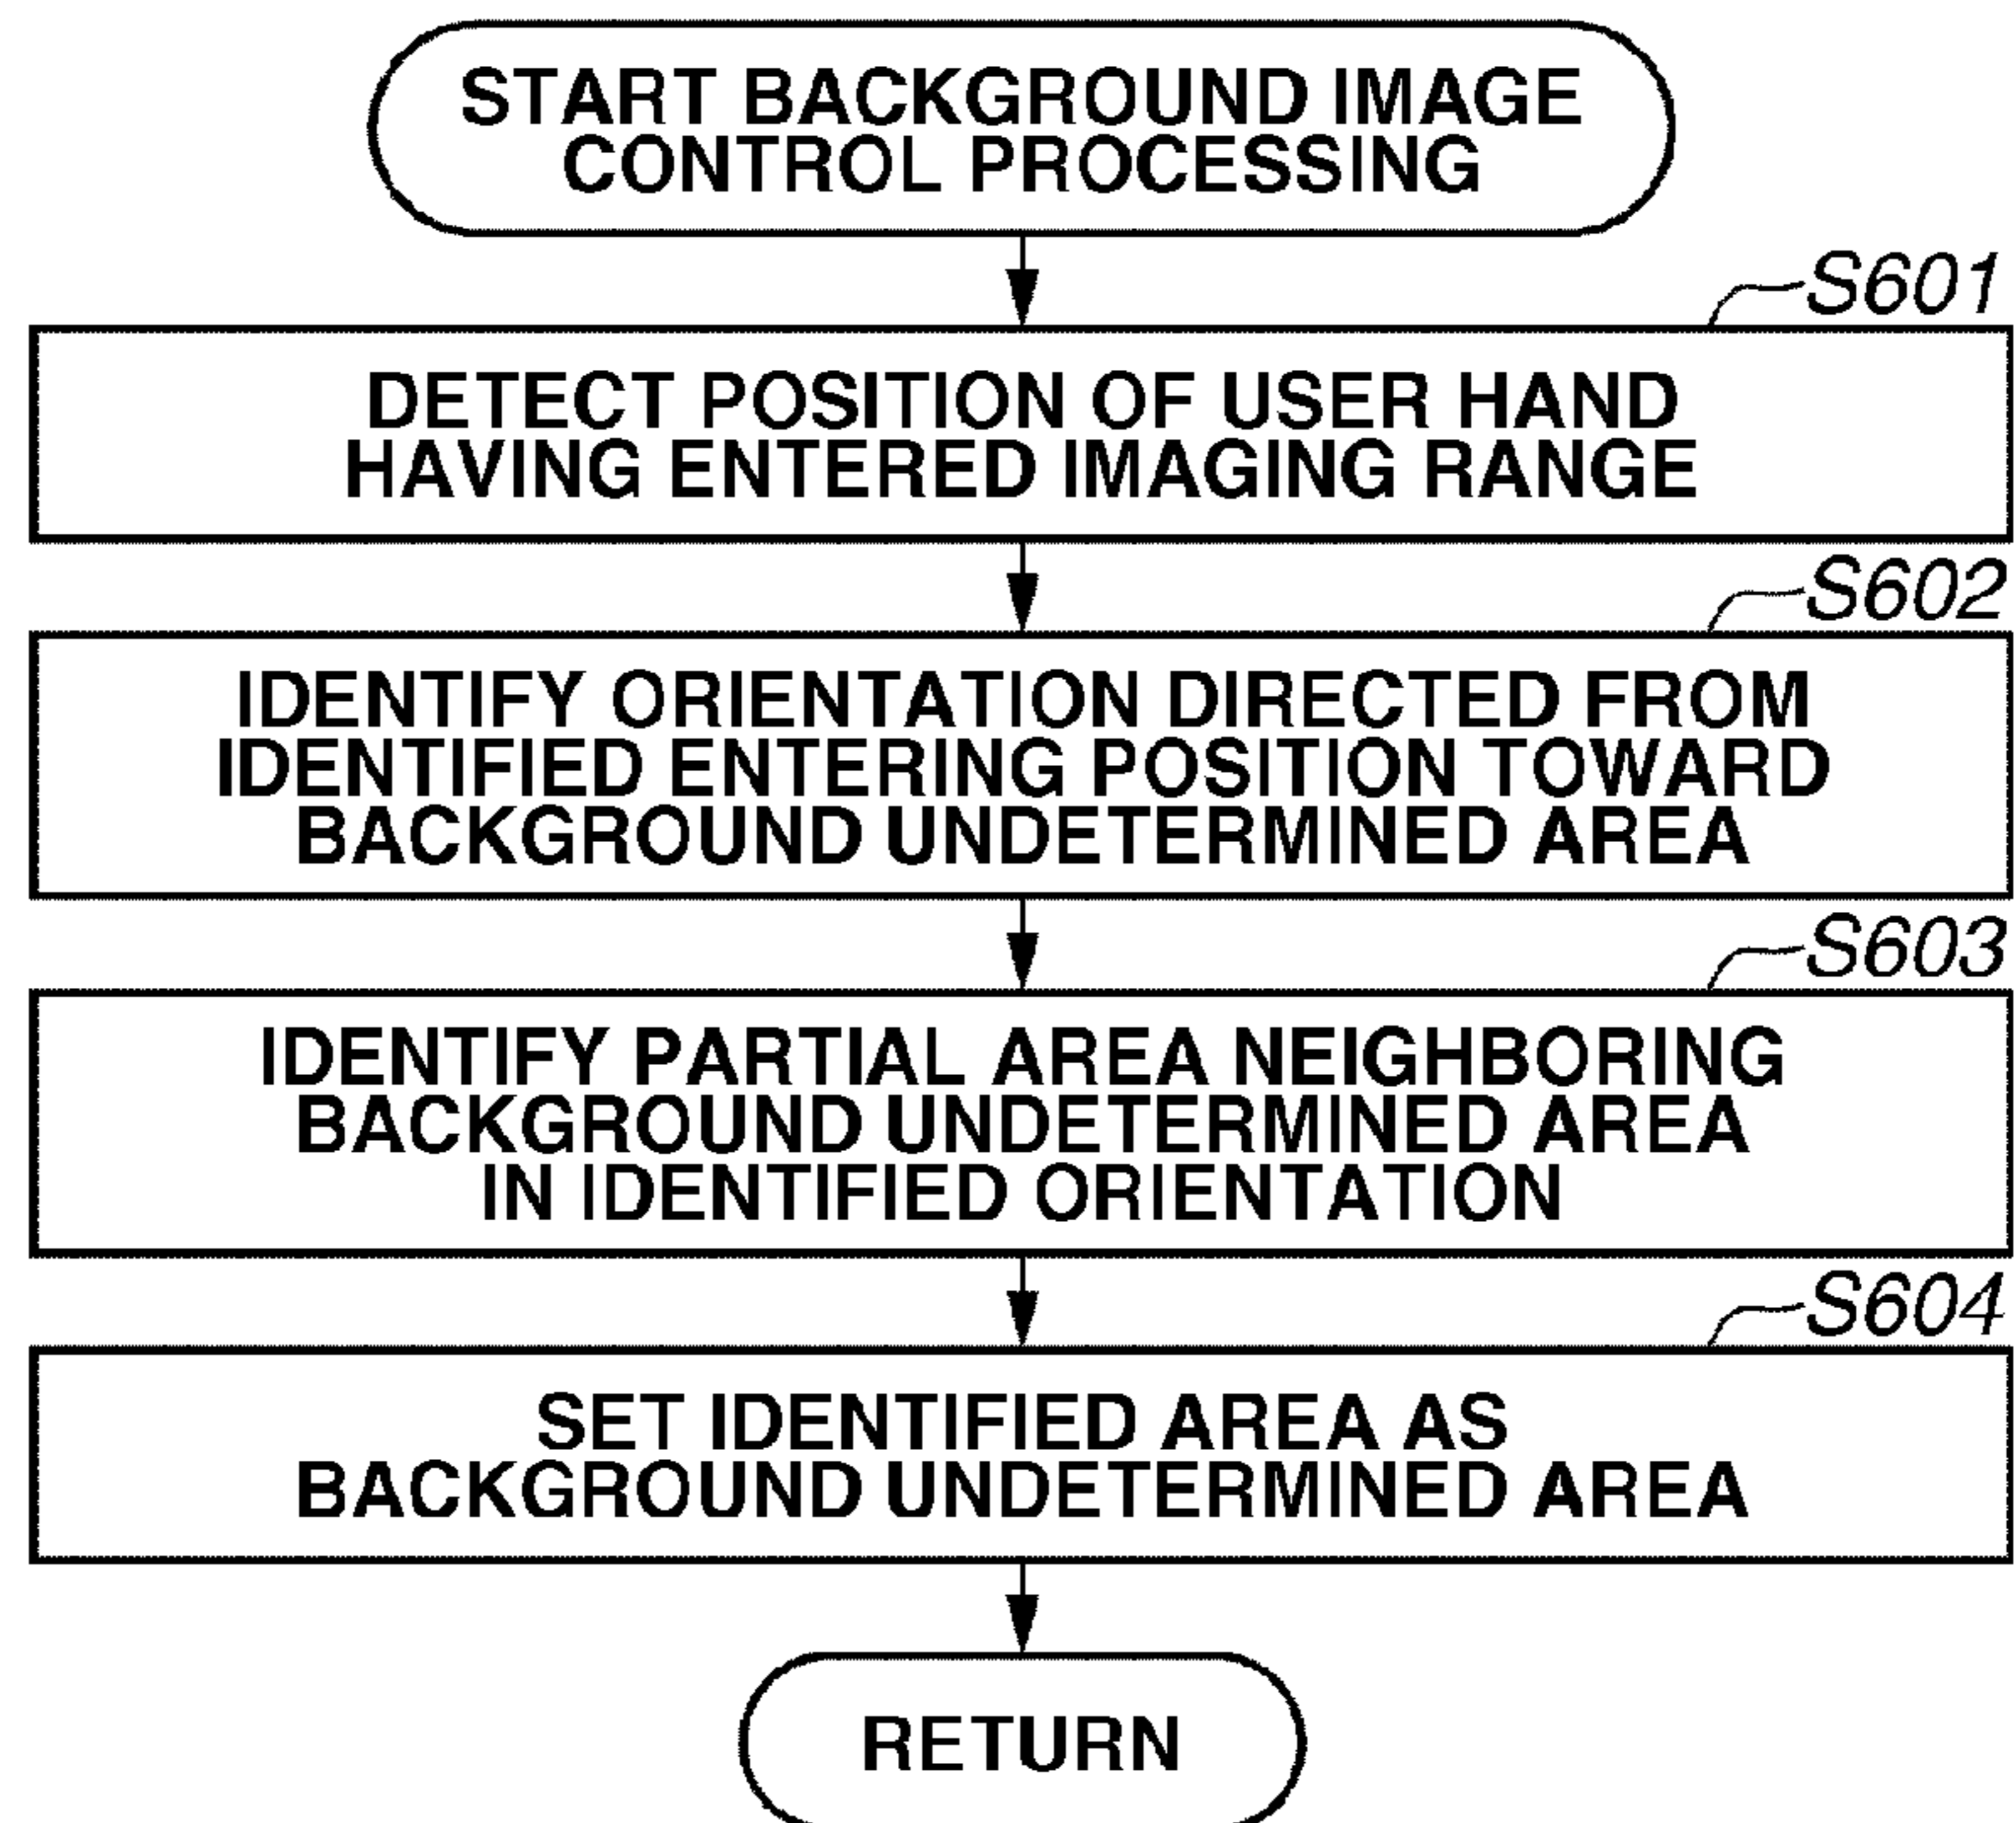 START BACKGROUND IMAGE
CONTROL PROCESSING
S601
DETECT POSITION OF USER HAND
HAVING ENTERED IMAGING RANGE
S602
IDENTIFY ORIENTATION DIRECTED FROM
IDENTIFIED ENTERING POSITION TOWARD
BACKGROUND UNDETERMINED AREA
S603
IDENTIFY PARTIAL AREA NEIGHBORING
BACKGROUND UNDETERMINED AREA
IN IDENTIFIED ORIENTATION
S604
SET IDENTIFIED AREA AS
BACKGROUND UNDETERMINED AREA
RETURN